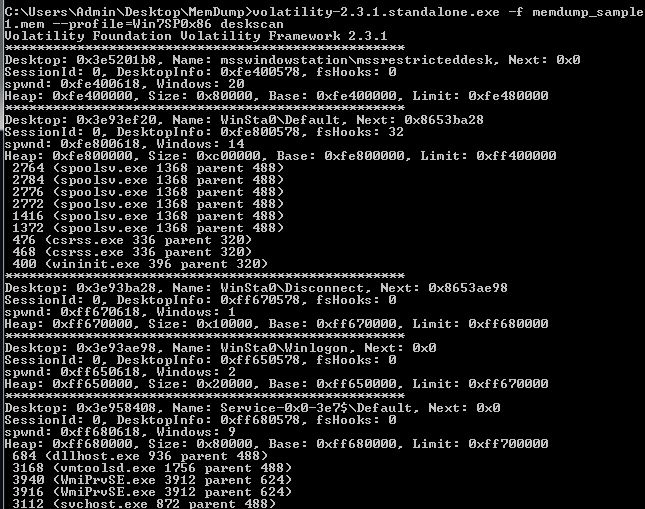 C:\Users\Admin\Desktop\MemDump>volatility-2.3.1.standalone.exe -f memdump_sample
1.mem --profile=Win7SP0x86 deskscan
Volatility Foundation Volatility Framework 2.3.1
**************************************************
Desktop: 0x3e5201b8, Name: msswindowstation\mssrestricteddesk, Next: 0x0
SessionId: 0, DesktopInfo: 0xfe400578, fsHooks: 0
spwnd: 0xfe400618, Windows: 20
Heap: 0xfe400000, Size: 0x80000, Base: 0xfe400000, Limit: 0xfe480000
**************************************************
Desktop: 0x3e93ef20, Name: WinSta0\Default, Next: 0x8653ba28
SessionId: 0, DesktopInfo: 0xfe800578, fsHooks: 32
spwnd: 0xfe800618, Windows: 14
Heap: 0xfe800000, Size: 0xc00000, Base: 0xfe800000, Limit: 0xff400000
2764 (spoolsv.exe 1368 parent 488)
2784 (spoolsv.exe 1368 parent 488)
2776 (spoolsv.exe 1368 parent 488)
2772 (spoolsv.exe 1368 parent 488)
1416 (spoolsv.exe 1368 parent 488)
1372 (spoolsv.exe 1368 parent 488)
476 (csrss.exe 336 parent 320)
468 (csrss.exe 336 parent 320)
400 (wininit.exe 396 parent 320)
**************************************************
Desktop: 0x3e93ba28, Name: WinSta0\Disconnect, Next: 0x8653ae98
SessionId: 0, DesktopInfo: 0xff670578, fsHooks: 0
spwnd: 0xff670618, Windows: 1
Heap: 0xff670000, Size: 0x10000, Base: 0xff670000, Limit: 0xff680000
**************************************************
Desktop: 0x3e93ae98, Name: WinSta0\Winlogon, Next: 0x0
SessionId: 0, DesktopInfo: 0xff650578, fsHooks: 0
spwnd: 0xff650618, Windows: 2
Heap: 0xff650000, Size: 0x20000, Base: 0xff650000, Limit: 0xff670000
**************************************************
Desktop: 0x3e958408, Name: Service-0x0-3e7$\Default, Next: 0x0
SessionId: 0, DesktopInfo: 0xff680578, fsHooks: 0
spwnd: 0xff680618, Windows: 9
Heap: 0xff680000, Size: 0x80000, Base: 0xff680000, Limit: 0xff700000
684 (dllhost.exe 936 parent 488)
3168 (vmtoolsd.exe 1756 parent 488)
3940 (WmiPrvSE.exe 3912 parent 624)
3916 (WmiPrvSE.exe 3912 parent 624)
3112 (svchost.exe 872 parent 488)